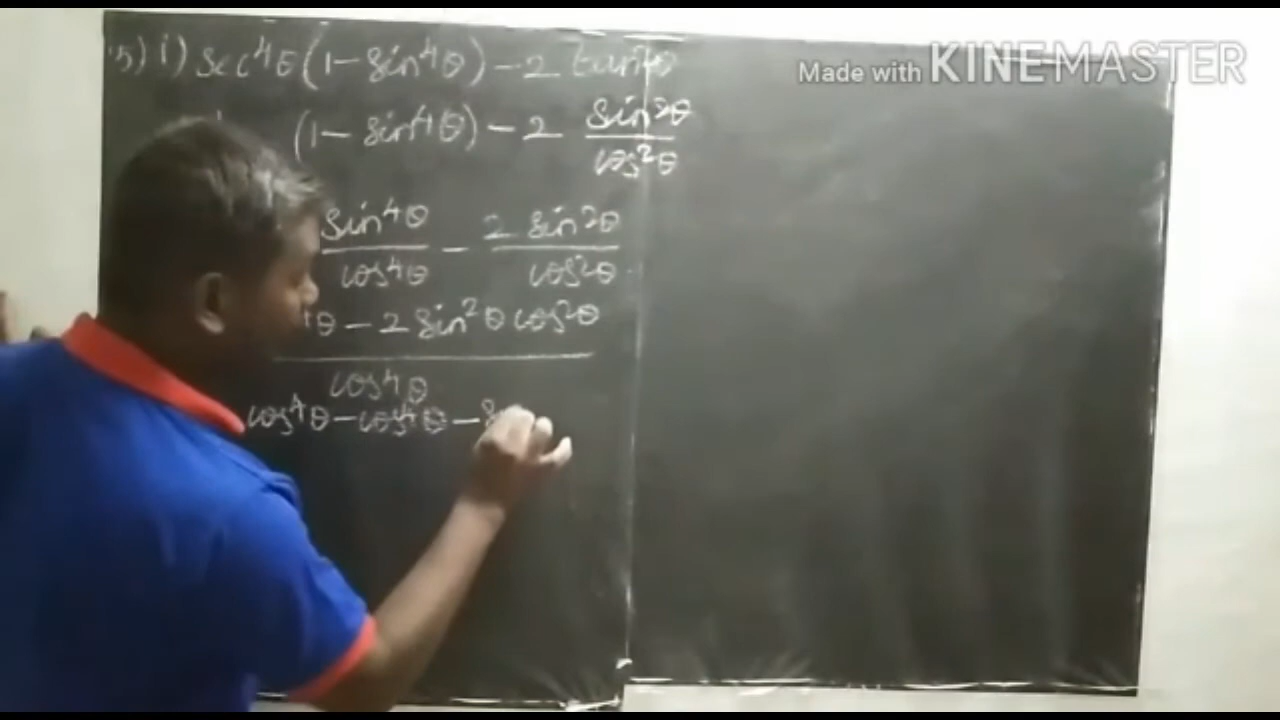 5) i) sec⁴θ(1 - sin⁴θ) - 2 tan²θ
Made with KINEMASTER
(1 - sin⁴θ) - 2 sin²θ/cos²θ
sin⁴θ/cos⁴θ - 2 sin²θ/cos²θ
⁴θ - 2 sin²θ cos²θ
cos⁴θ
cos⁴θ - cos⁴θ -